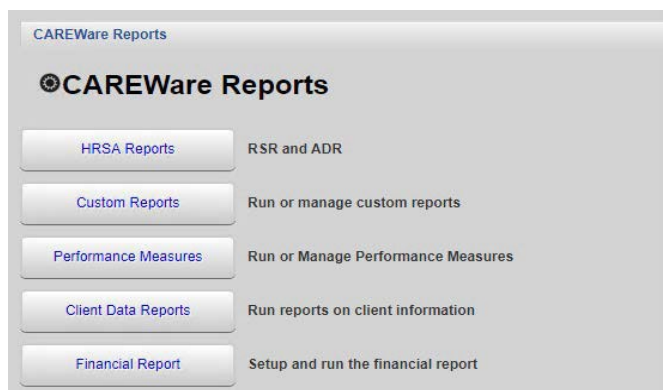 CAREWare Reports
CAREWare Reports
HRSA Reports RSR and ADR
Custom Reports Run or manage custom reports
Performance Measures Run or Manage Performance Measures
Client Data Reports Run reports on client information
Financial Report Setup and run the financial report